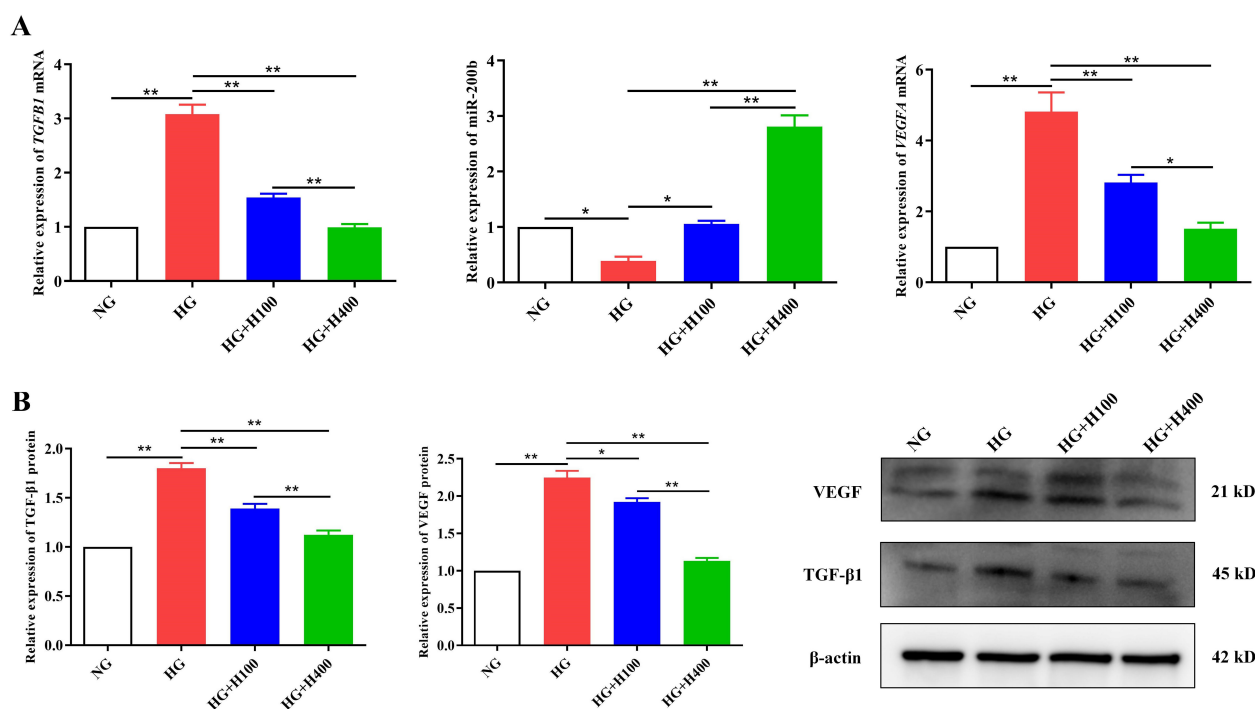 A
Relative expression of TGFB1 mRNA
4
3
2
1
0
**
**
**
**
NG
HG
HG+H100
HG+H400
Relative expression of miR-200b
4
3
2
1
0
*
*
**
**
NG
HG
HG+H100
HG+H400
Relative expression of VEGFA mRNA
6
4
2
0
**
**
**
*
NG
HG
HG+H100
HG+H400
B
Relative expression of TGF-β1 protein
2.0
1.5
1.0
0.5
0.0
**
**
**
**
NG
HG
HG+H100
HG+H400
Relative expression of VEGF protein
2.5
2.0
1.5
1.0
0.5
0.0
**
*
**
**
NG
HG
HG+H100
HG+H400
NG
HG
HG+H100
HG+H400
VEGF
21 kD
TGF-β1
45 kD
β-actin
42 kD